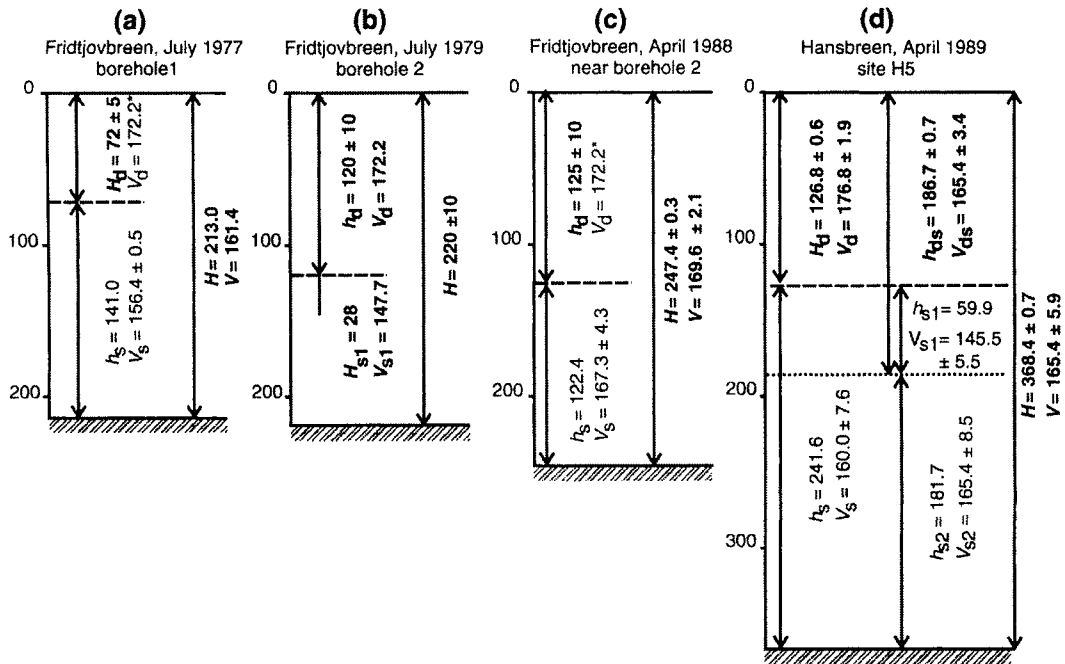 (a)
Fridtjovbreen, July 1977
borehole1
0
100
200
H_d = 72 ± 5
V_d = 172.2*
h_s = 141.0
V_s = 156.4 ± 0.5
H = 213.0
V = 161.4
(b)
Fridtjovbreen, July 1979
borehole 2
0
100
200
h_d = 120 ± 10
V_d = 172.2
H_s1 = 28
V_s1 = 147.7
H = 220 ±10
(c)
Fridtjovbreen, April 1988
near borehole 2
0
100
200
h_d = 125 ± 10
V_d = 172.2*
h_s = 122.4
V_s = 167.3 ± 4.3
H = 247.4 ± 0.3
V = 169.6 ± 2.1
(d)
Hansbreen, April 1989
site H5
0
100
200
300
H_d = 126.8 ± 0.6
V_d = 176.8 ± 1.9
h_ds = 186.7 ± 0.7
V_ds = 165.4 ± 3.4
h_s1 = 59.9
V_s1 = 145.5
± 5.5
h_s = 241.6
V_s = 160.0 ± 7.6
h_s2 = 181.7
V_s2 = 165.4 ± 8.5
H = 368.4 ± 0.7
V = 165.4 ± 5.9